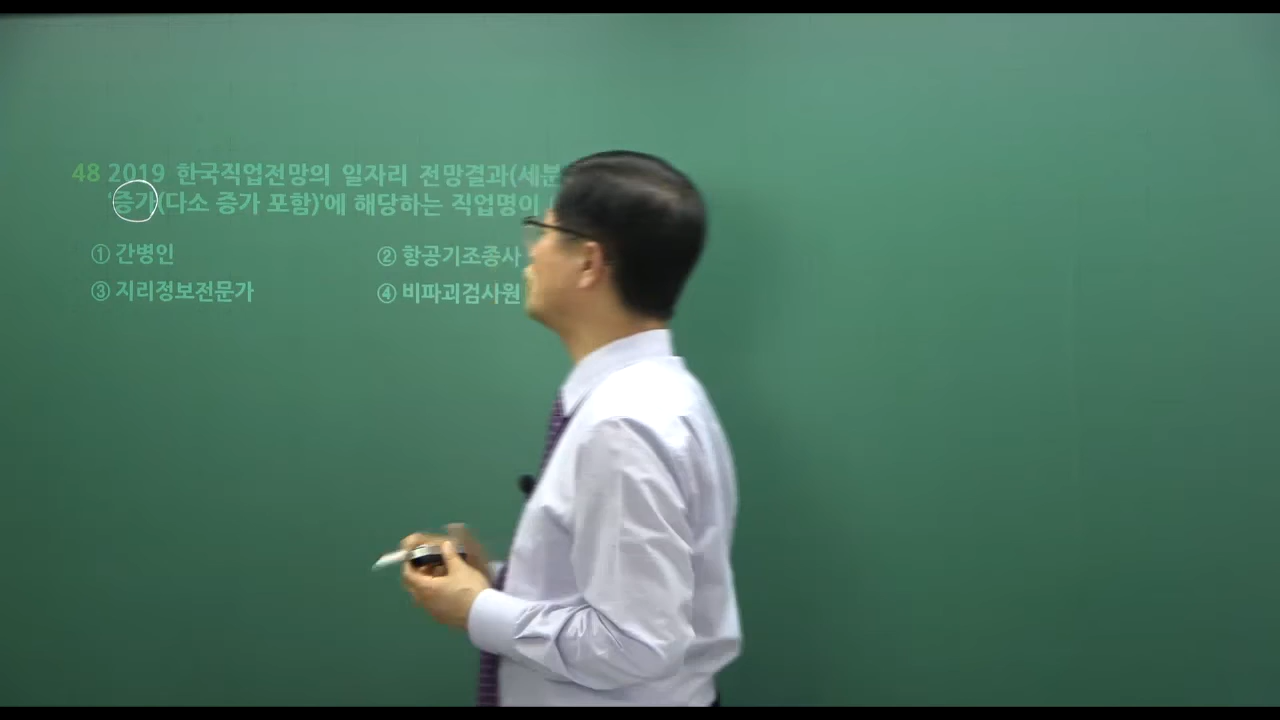 48 2019 한국직업전망의 일자리 전망결과(세분
'증가(다소 증가 포함)'에 해당하는 직업명이
① 간병인 ② 항공기조종사
③ 지리정보전문가 ④ 비파괴검사원